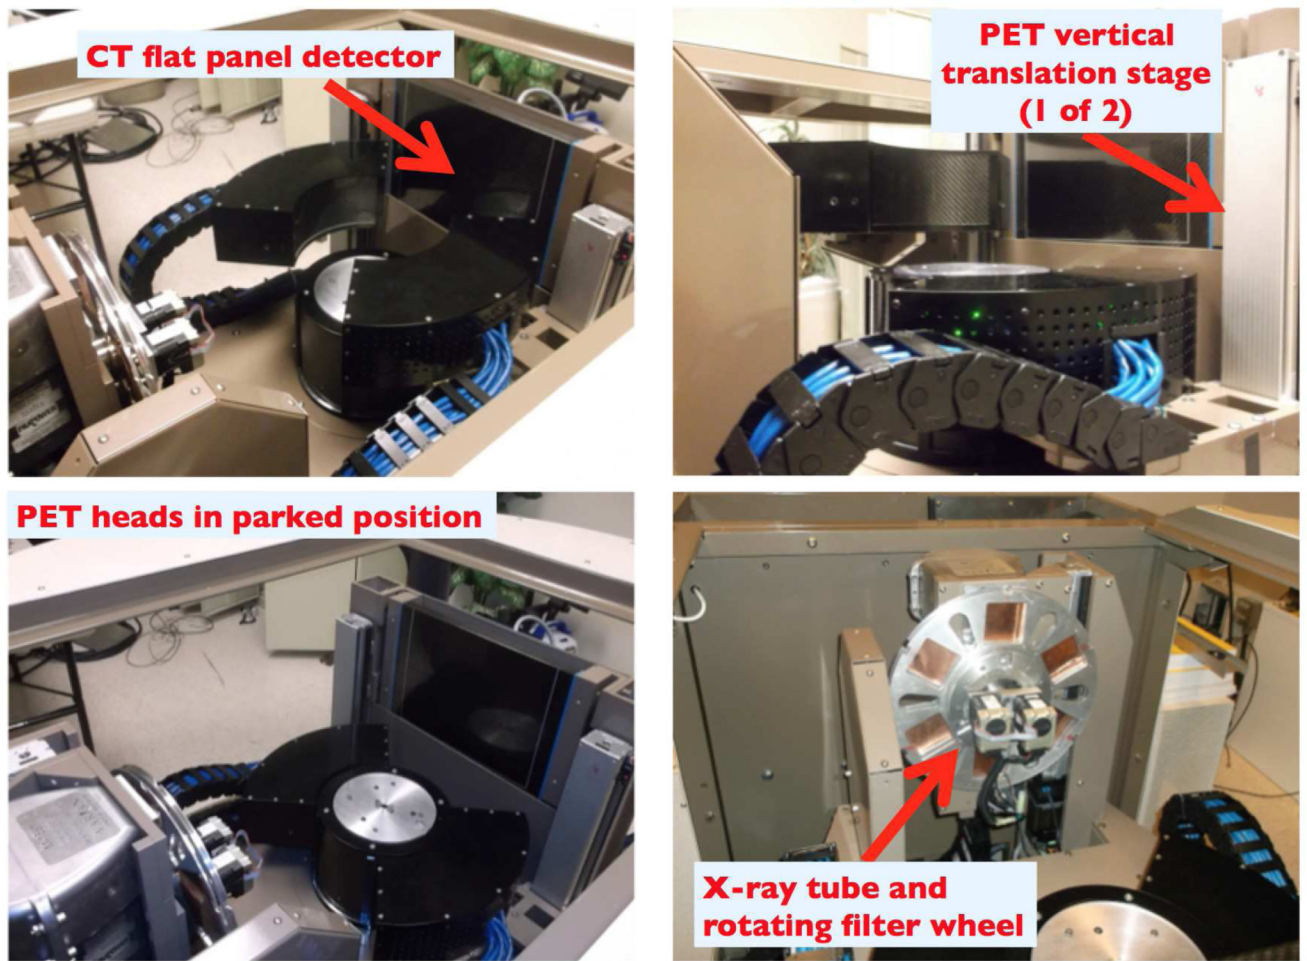 CT flat panel detector
PET vertical
translation stage
(1 of 2)
PET heads in parked position
X-ray tube and
rotating filter wheel